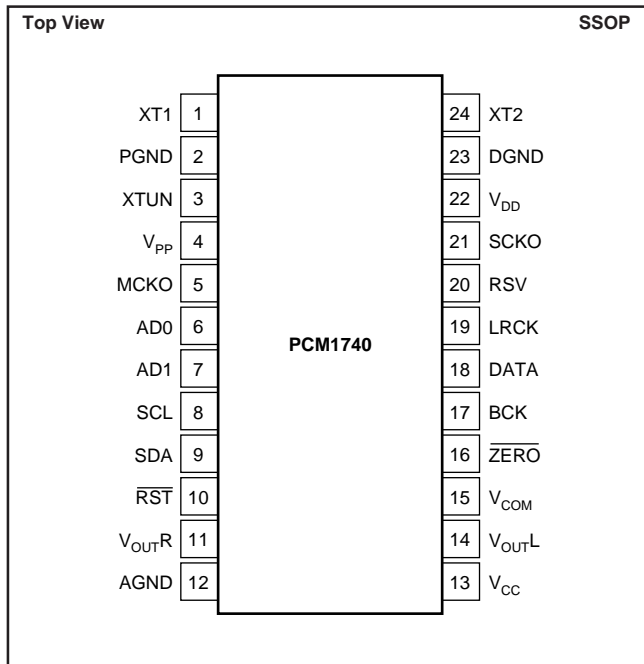 Top View SSOP
XT1 1 24 XT2
PGND 2 23 DGND
XTUN 3 22 VDD
VPP 4 21 SCKO
MCKO 5 20 RSV
AD0 6 19 LRCK
PCM1740
AD1 7 18 DATA
SCL 8 17 BCK
SDA 9 16 Z̅E̅R̅O̅
R̅S̅T̅ 10 15 VCOM
VOUTR 11 14 VOUTL
AGND 12 13 VCC